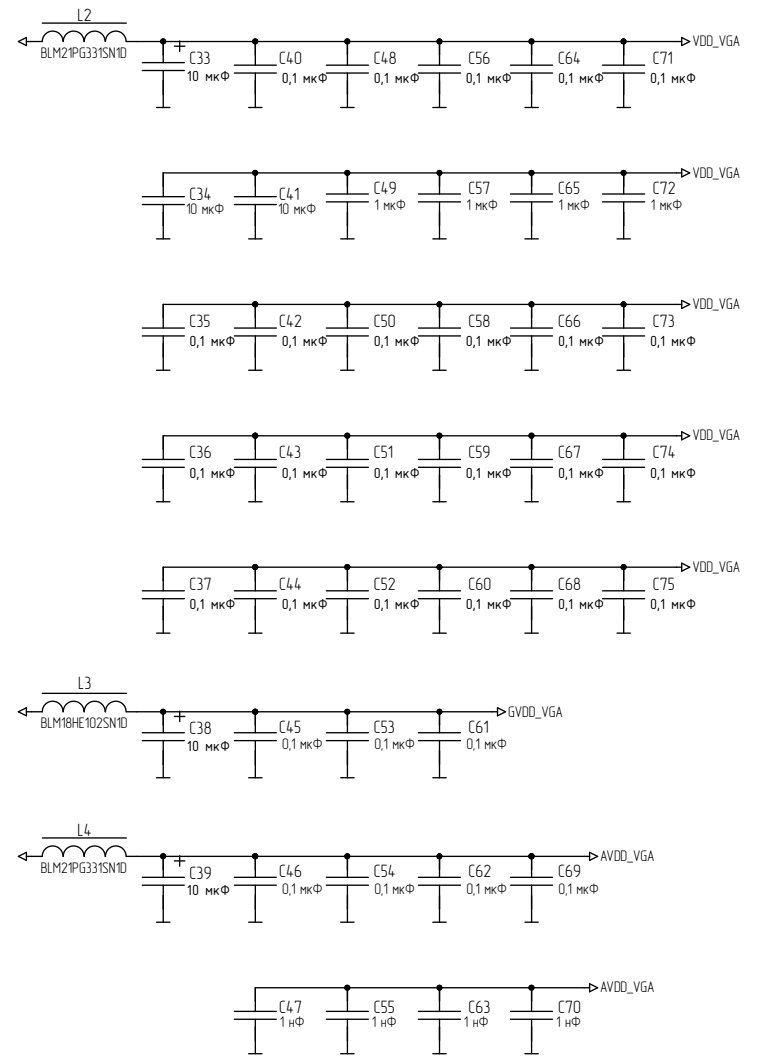 L2
BLM21PG331SN1D
+ C33 C40 C48 C56 C64 C71 VDD_VGA
10 мкФ 0,1 мкФ 0,1 мкФ 0,1 мкФ 0,1 мкФ 0,1 мкФ
C34 C41 C49 C57 C65 C72 VDD_VGA
10 мкФ 10 мкФ 1 мкФ 1 мкФ 1 мкФ 1 мкФ
C35 C42 C50 C58 C66 C73 VDD_VGA
0,1 мкФ 0,1 мкФ 0,1 мкФ 0,1 мкФ 0,1 мкФ 0,1 мкФ
C36 C43 C51 C59 C67 C74 VDD_VGA
0,1 мкФ 0,1 мкФ 0,1 мкФ 0,1 мкФ 0,1 мкФ 0,1 мкФ
C37 C44 C52 C60 C68 C75 VDD_VGA
0,1 мкФ 0,1 мкФ 0,1 мкФ 0,1 мкФ 0,1 мкФ 0,1 мкФ
L3
BLM18HE102SN1D
+ C38 C45 C53 C61 GVDD_VGA
10 мкФ 0,1 мкФ 0,1 мкФ 0,1 мкФ
L4
BLM21PG331SN1D
+ C39 C46 C54 C62 C69 AVDD_VGA
10 мкФ 0,1 мкФ 0,1 мкФ 0,1 мкФ 0,1 мкФ
C47 C55 C63 C70 AVDD_VGA
1 нФ 1 нФ 1 нФ 1 нФ